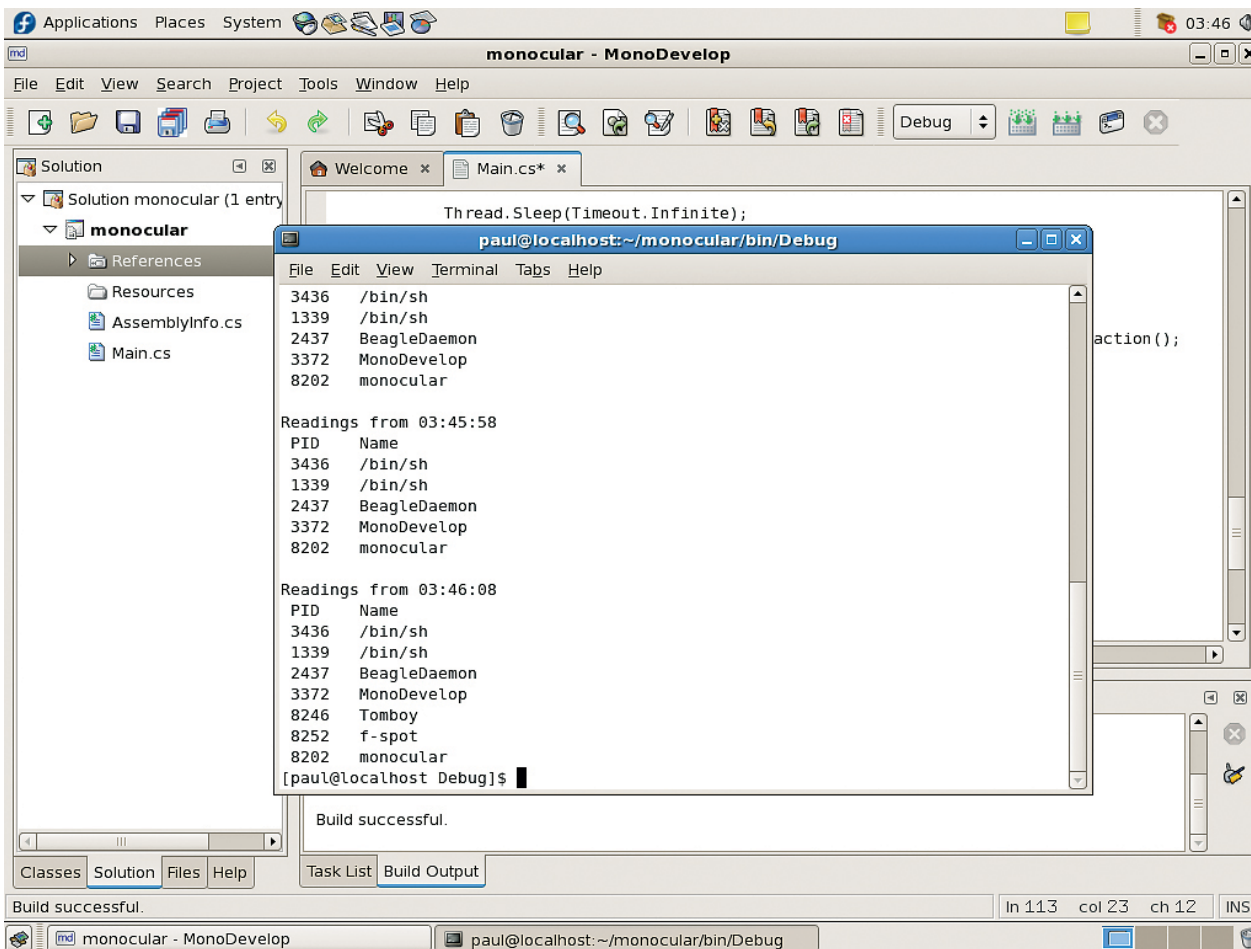 Applications Places System 03:46
md monocular - MonoDevelop
File Edit View Search Project Tools Window Help
Debug
Solution
Welcome Main.cs*
Solution monocular (1 entry
monocular
References
Resources
AssemblyInfo.cs
Main.cs
Thread.Sleep(Timeout.Infinite);
action();
paul@localhost:~/monocular/bin/Debug
File Edit View Terminal Tabs Help
3436 /bin/sh
1339 /bin/sh
2437 BeagleDaemon
3372 MonoDevelop
8202 monocular
Readings from 03:45:58
PID Name
3436 /bin/sh
1339 /bin/sh
2437 BeagleDaemon
3372 MonoDevelop
8202 monocular
Readings from 03:46:08
PID Name
3436 /bin/sh
1339 /bin/sh
2437 BeagleDaemon
3372 MonoDevelop
8246 Tomboy
8252 f-spot
8202 monocular
[paul@localhost Debug]$
Build successful.
Classes Solution Files Help
Task List Build Output
Build successful.
ln 113 col 23 ch 12 INS
md monocular - MonoDevelop
paul@localhost:~/monocular/bin/Debug